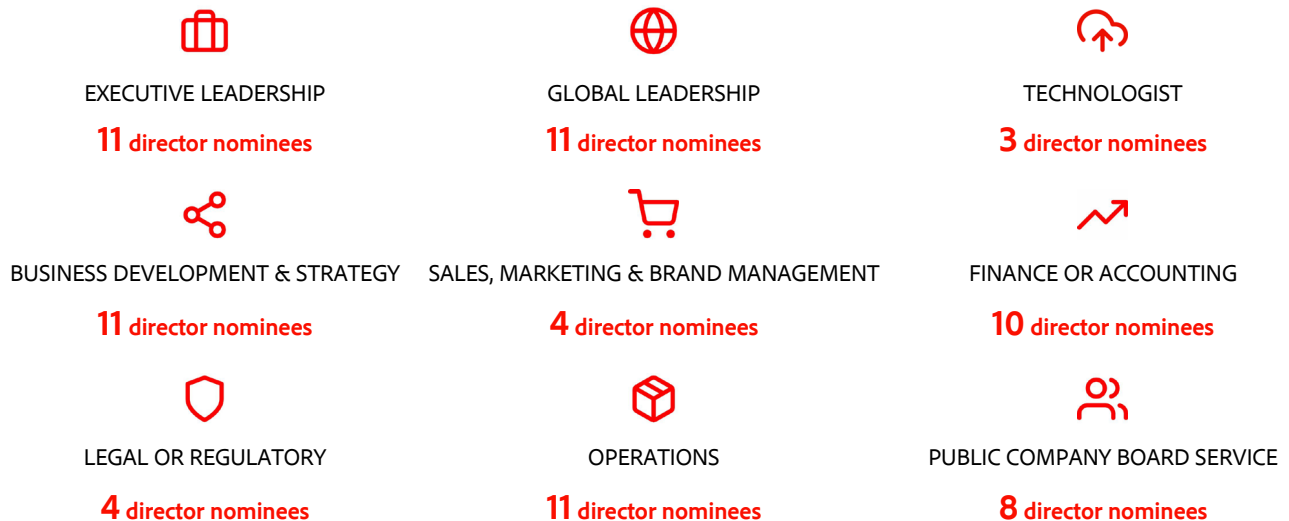 EXECUTIVE LEADERSHIP
11 director nominees
GLOBAL LEADERSHIP
11 director nominees
TECHNOLOGIST
3 director nominees
BUSINESS DEVELOPMENT & STRATEGY
11 director nominees
SALES, MARKETING & BRAND MANAGEMENT
4 director nominees
FINANCE OR ACCOUNTING
10 director nominees
LEGAL OR REGULATORY
4 director nominees
OPERATIONS
11 director nominees
PUBLIC COMPANY BOARD SERVICE
8 director nominees